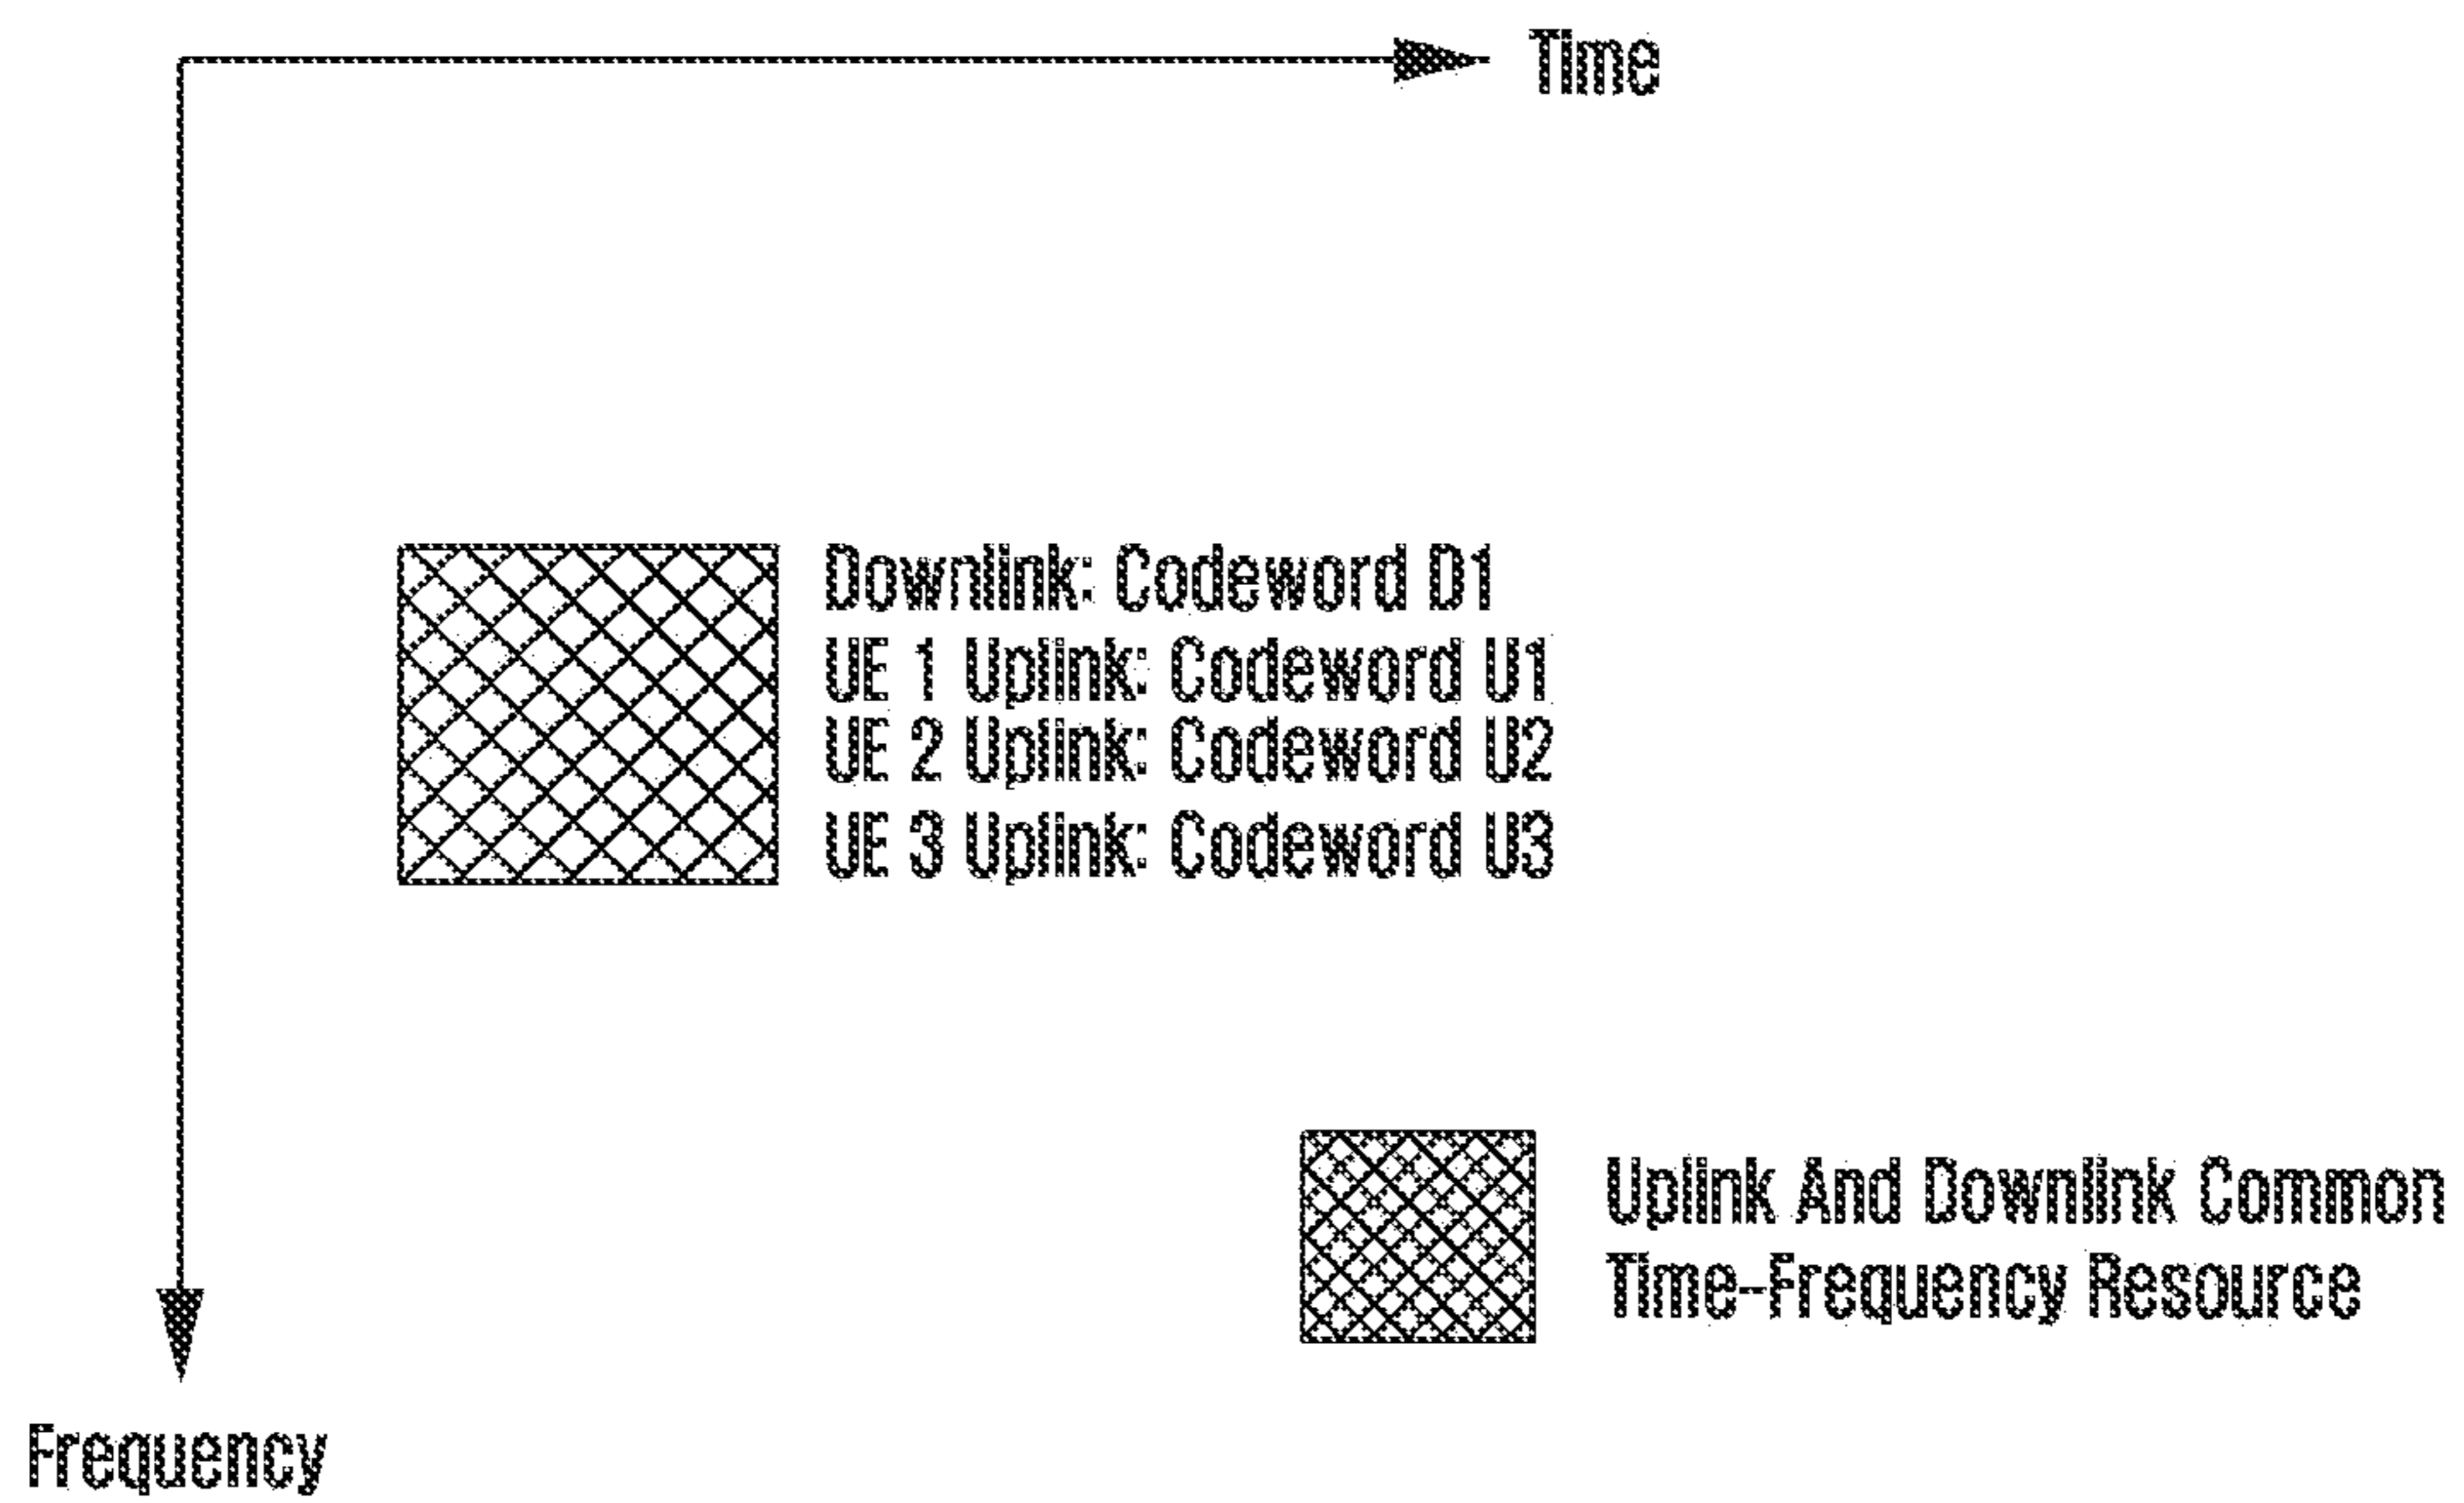 Time
Downlink: Codeword D1
UE 1 Uplink: Codeword U1
UE 2 Uplink: Codeword U2
UE 3 Uplink: Codeword U3
Uplink And Downlink Common
Time-Frequency Resource
Frequency